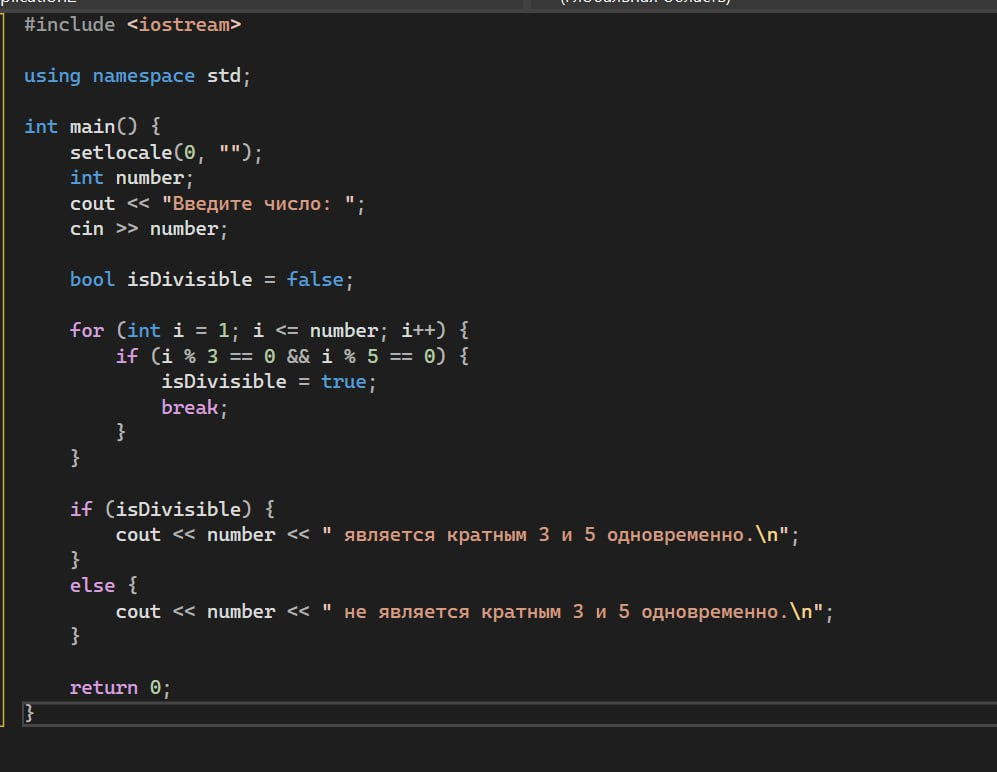 #include <iostream>
using namespace std;
int main() {
    setlocale(0, "");
    int number;
    cout << "Введите число: ";
    cin >> number;
    bool isDivisible = false;
    for (int i = 1; i <= number; i++) {
        if (i % 3 == 0 && i % 5 == 0) {
            isDivisible = true;
            break;
        }
    }
    if (isDivisible) {
        cout << number << " является кратным 3 и 5 одновременно.\n";
    }
    else {
        cout << number << " не является кратным 3 и 5 одновременно.\n";
    }
    return 0;
}